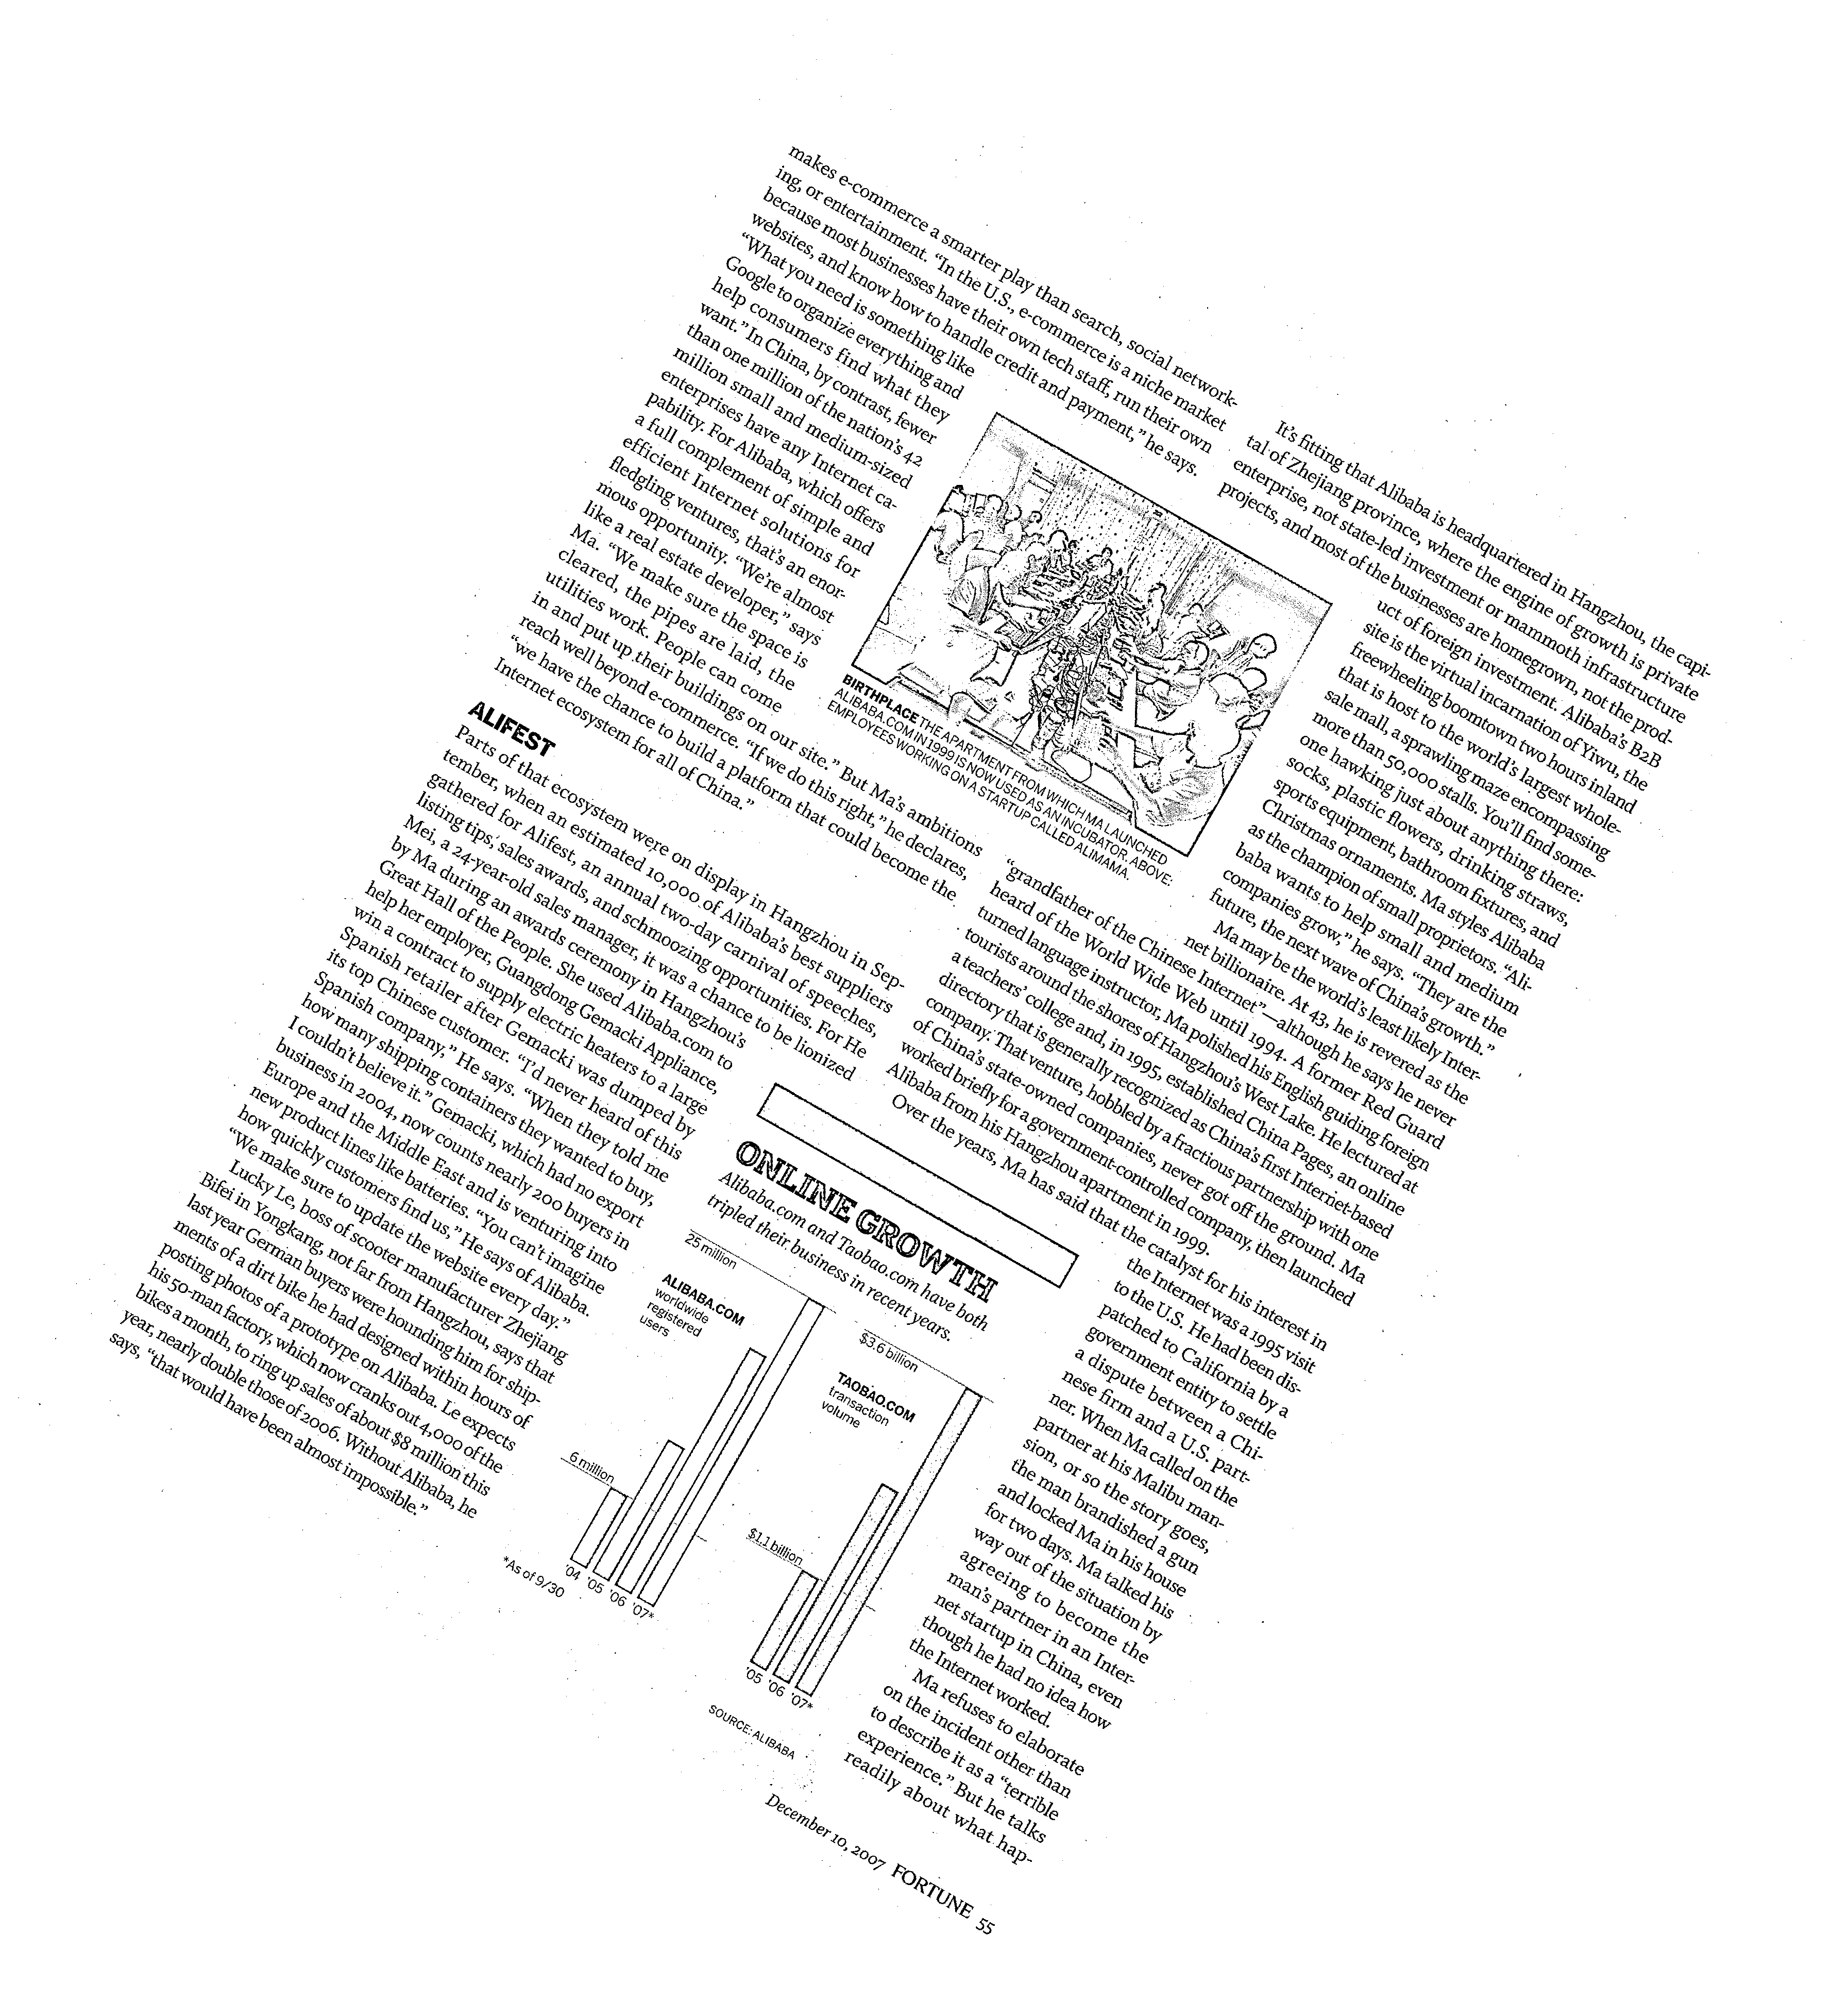 makes e-commerce a smarter play than search, social network-
ing, or entertainment. “In the U.S., e-commerce is a niche market
because most businesses have their own tech staff, run their own
websites, and know how to handle credit and payment,” he says.
“What you need is something like
Google to organize everything and
help consumers find what they
want.” In China, by contrast, fewer
than one million of the nation’s 42
million small and medium-sized
enterprises have any Internet ca-
pability. For Alibaba, which offers
a full complement of simple and
efficient Internet solutions for
fledgling ventures, that’s an enor-
mous opportunity. “We’re almost
like a real estate developer,” says
Ma. “We make sure the space is
cleared, the pipes are laid, the
utilities work. People can come
in and put up their buildings on our site.” But Ma’s ambitions
reach well beyond e-commerce. “If we do this right,” he declares,
“we have the chance to build a platform that could become the
Internet ecosystem for all of China.”
ALIFEST
Parts of that ecosystem were on display in Hangzhou in Sep-
tember, when an estimated 10,000 of Alibaba’s best suppliers
gathered for Alifest, an annual two-day carnival of speeches,
listing tips, sales awards, and schmoozing opportunities. For He
Mei, a 24-year-old sales manager, it was a chance to be lionized
by Ma during an awards ceremony in Hangzhou’s
Great Hall of the People. She used Alibaba.com to
help her employer, Guangdong Gemacki Appliance,
win a contract to supply electric heaters to a large
Spanish retailer after Gemacki was dumped by
its top Chinese customer. “I’d never heard of this
Spanish company,” He says. “When they told me
how many shipping containers they wanted to buy,
I couldn’t believe it.” Gemacki, which had no export
business in 2004, now counts nearly 200 buyers in
Europe and the Middle East and is venturing into
new product lines like batteries. “You can’t imagine
how quickly customers find us,” He says of Alibaba.
“We make sure to update the website every day.”
Lucky Le, boss of scooter manufacturer Zhejiang
Bifei in Yongkang, not far from Hangzhou, says that
last year German buyers were hounding him for ship-
ments of a dirt bike he had designed within hours of
posting photos of a prototype on Alibaba. Le expects
his 50-man factory, which now cranks out 4,000 of the
bikes a month, to ring up sales of about $8 million this
year, nearly double those of 2006. Without Alibaba, he
says, “that would have been almost impossible.”
BIRTHPLACE THE APARTMENT FROM WHICH MA LAUNCHED
ALIBABA.COM IN 1999 IS NOW USED AS AN INCUBATOR. ABOVE:
EMPLOYEES WORKING ON A STARTUP CALLED ALIMAMA.
ONLINE GROWTH
Alibaba.com and Taobao.com have both
tripled their business in recent years.
25 million
ALIBABA.COM
worldwide
registered
users
6 million
'04 '05 '06 '07*
*As of 9/30
$3.6 billion
TAOBAO.COM
transaction
volume
$1.1 billion
'05 '06 '07*
SOURCE: ALIBABA
It’s fitting that Alibaba is headquartered in Hangzhou, the capi-
tal of Zhejiang province, where the engine of growth is private
enterprise, not state-led investment or mammoth infrastructure
projects, and most of the businesses are homegrown, not the prod-
uct of foreign investment. Alibaba’s B2B
site is the virtual incarnation of Yiwu, the
freewheeling boomtown two hours inland
that is host to the world’s largest whole-
sale mall, a sprawling maze encompassing
more than 50,000 stalls. You’ll find some-
one hawking just about anything there:
socks, plastic flowers, drinking straws,
sports equipment, bathroom fixtures, and
Christmas ornaments. Ma styles Alibaba
as the champion of small proprietors. “Ali-
baba wants to help small and medium
companies grow,” he says. “They are the
future, the next wave of China’s growth.”
Ma may be the world’s least likely Inter-
net billionaire. At 43, he is revered as the
“grandfather of the Chinese Internet”—although he says he never
heard of the World Wide Web until 1994. A former Red Guard
turned language instructor, Ma polished his English guiding foreign
tourists around the shores of Hangzhou’s West Lake. He lectured at
a teachers’ college and, in 1995, established China Pages, an online
directory that is generally recognized as China’s first Internet-based
company. That venture, hobbled by a fractious partnership with one
of China’s state-owned companies, never got off the ground. Ma
worked briefly for a government-controlled company, then launched
Alibaba from his Hangzhou apartment in 1999.
Over the years, Ma has said that the catalyst for his interest in
the Internet was a 1995 visit
to the U.S. He had been dis-
patched to California by a
government entity to settle
a dispute between a Chi-
nese firm and a U.S. part-
ner. When Ma called on the
partner at his Malibu man-
sion, or so the story goes,
the man brandished a gun
and locked Ma in his house
for two days. Ma talked his
way out of the situation by
agreeing to become the
man’s partner in an Inter-
net startup in China, even
though he had no idea how
the Internet worked.
Ma refuses to elaborate
on the incident other than
to describe it as a “terrible
experience.” But he talks
readily about what hap-
December 10, 2007 FORTUNE 55